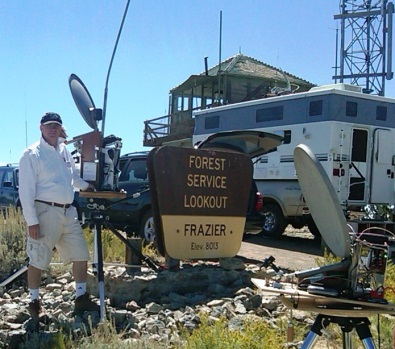 FOREST
SERVICE
LOOKOUT
• FRAZIER •
Elev. 8013